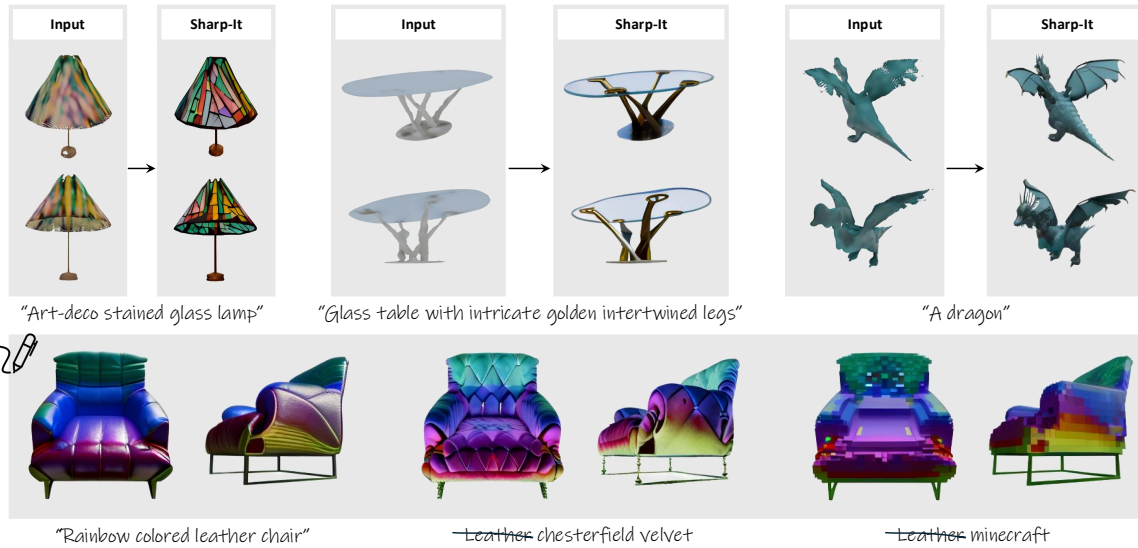 Input Sharp-It Input Sharp-It Input Sharp-It
"Art-deco stained glass lamp" "Glass table with intricate golden intertwined legs" "A dragon"
"Rainbow colored leather chair" Leather chesterfield velvet Leather minecraft